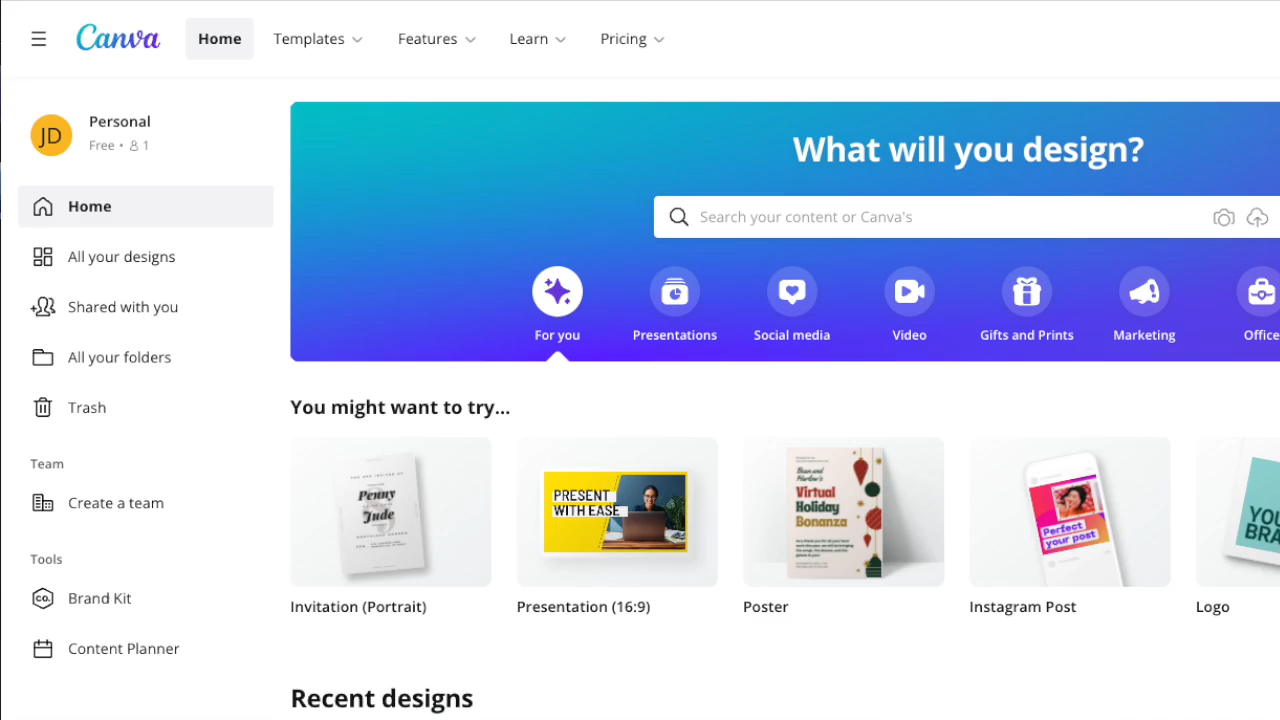 Canva
Home
Templates
Features
Learn
Pricing
JD
Personal
Free • 1
Home
All your designs
Shared with you
All your folders
Trash
Team
Create a team
Tools
CO.
Brand Kit
Content Planner
What will you design?
Search your content or Canva's
For you
Presentations
Social media
Video
Gifts and Prints
Marketing
Office
You might want to try...
Penny
Jude
Invitation (Portrait)
PRESENT
WITH EASE
Presentation (16:9)
Bean and
Harlow's
Virtual
Holiday
Bonanza
Poster
Perfect
your post
Instagram Post
YOU
BRA
Logo
Recent designs